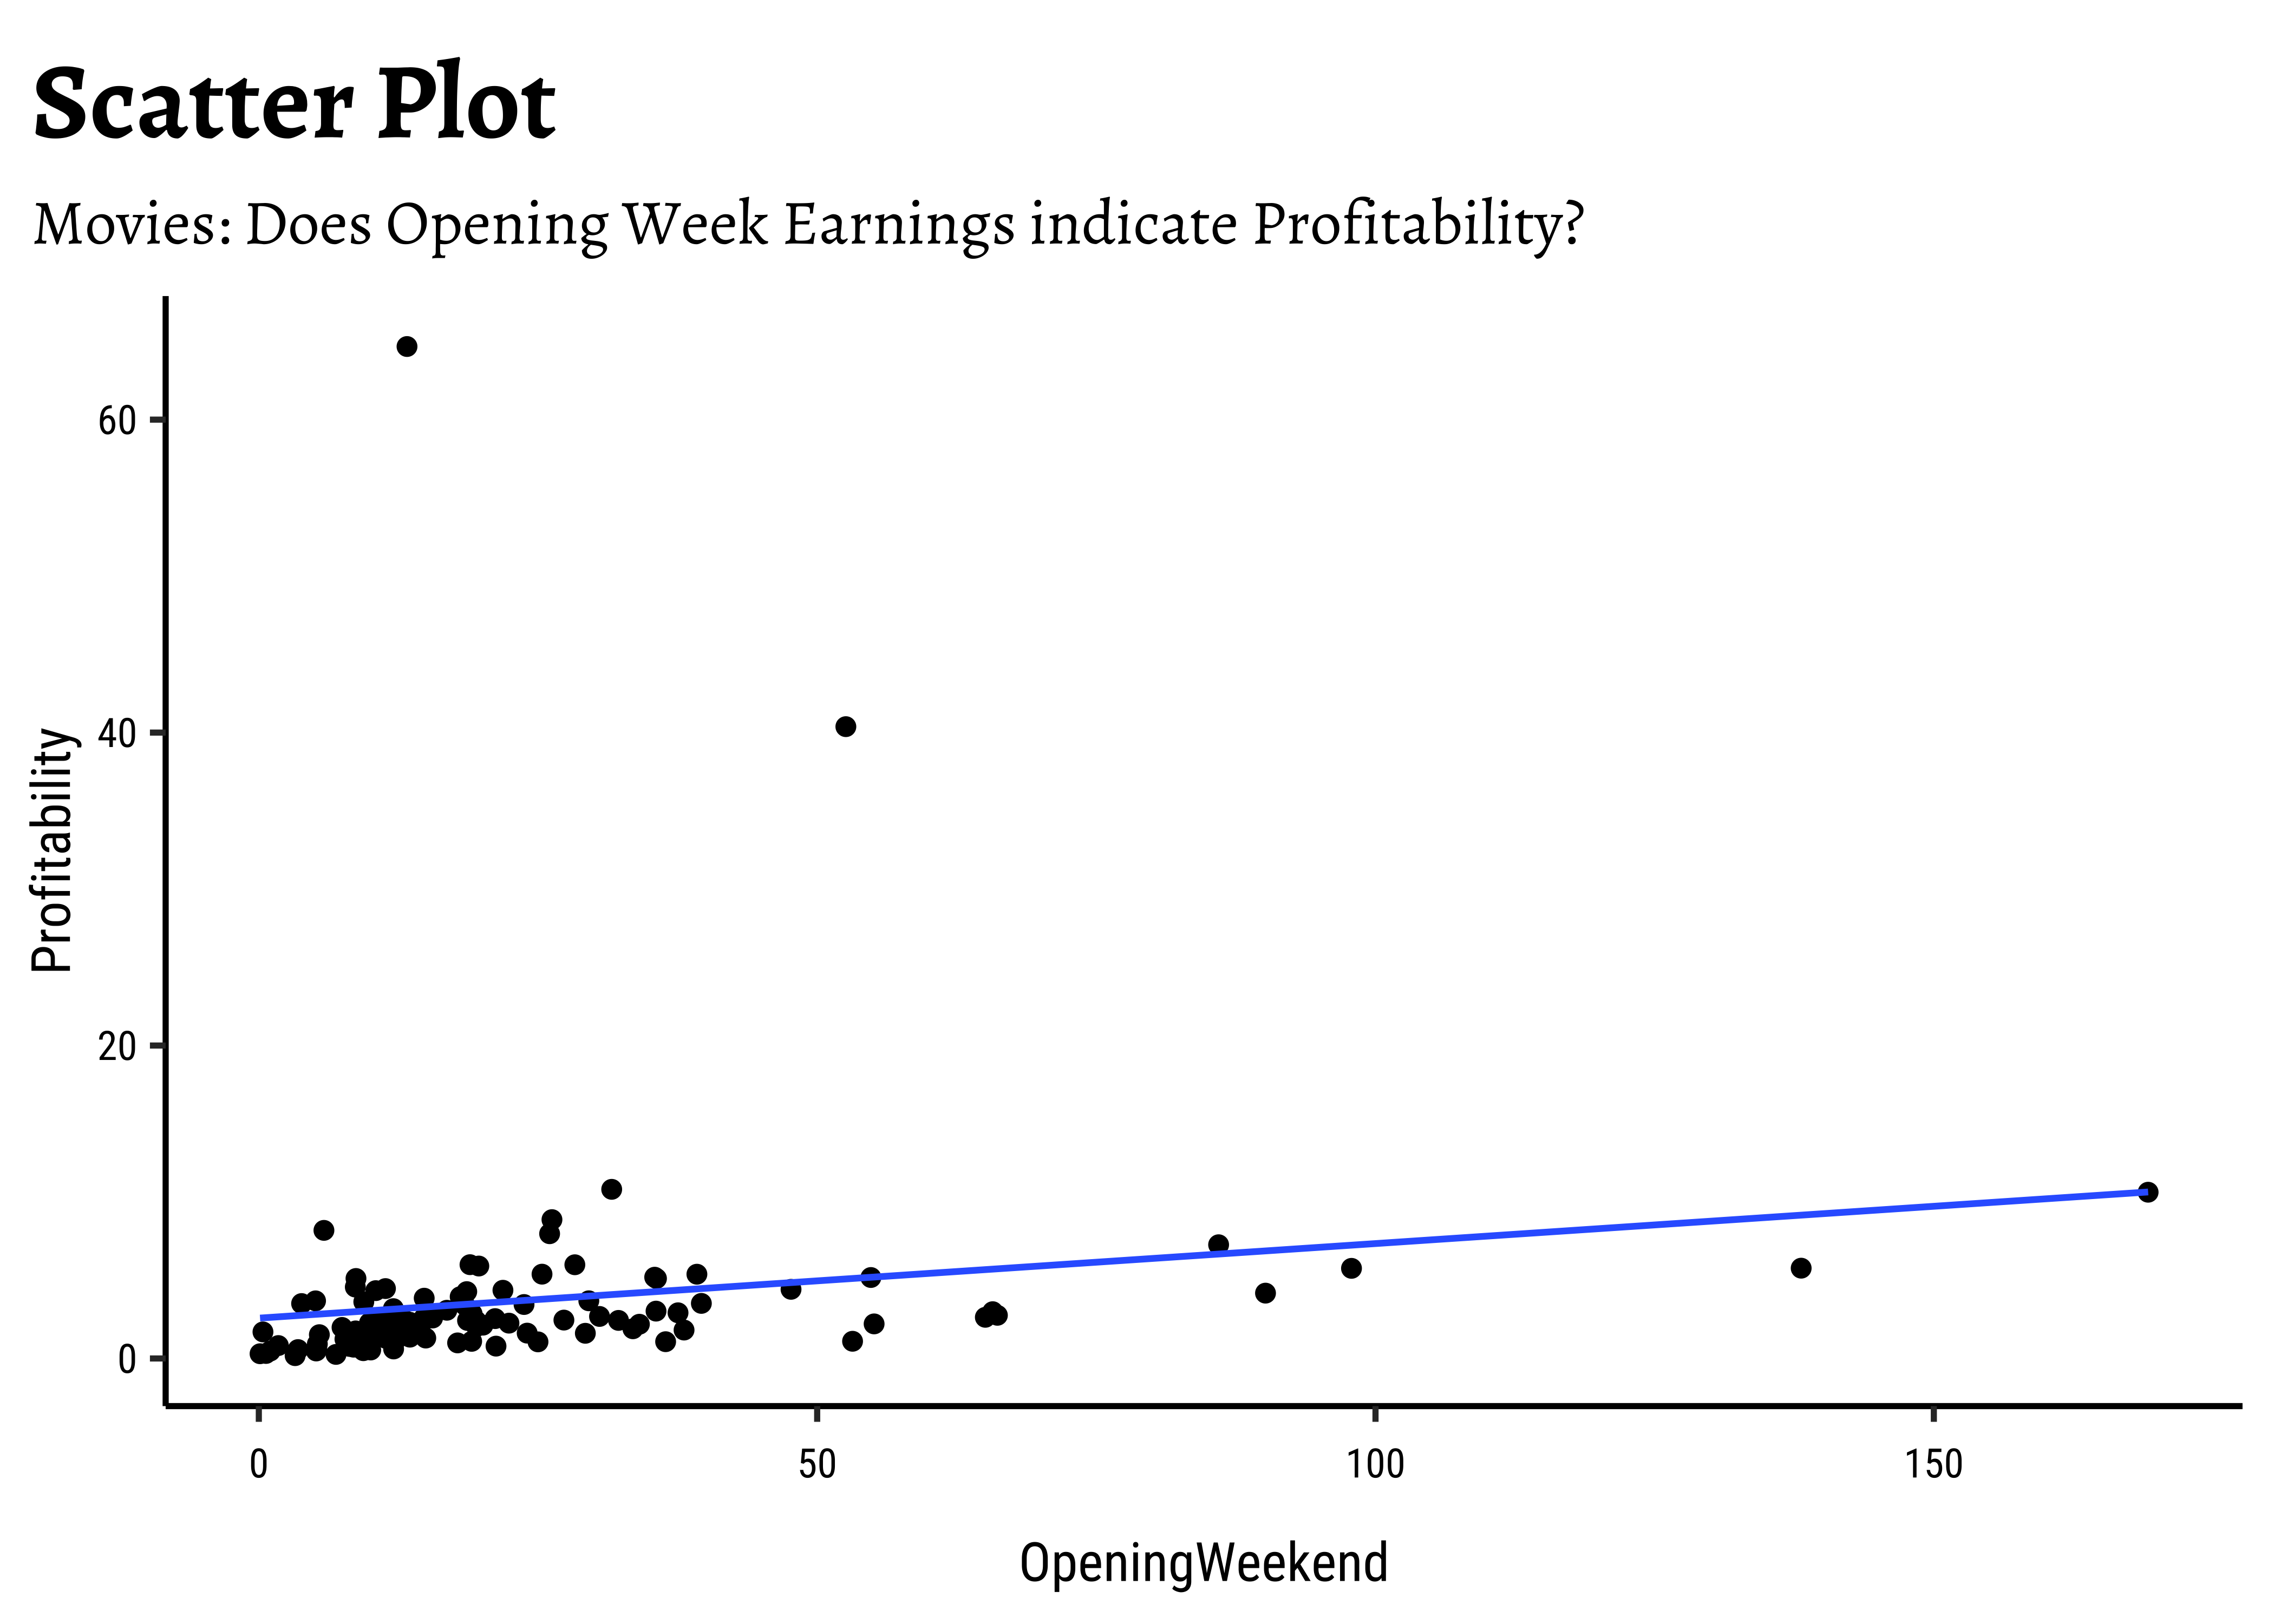 Scatter Plot
Movies: Does Opening Week Earnings indicate Profitability?
Profitability
60
40
20
0
0 50 100 150
OpeningWeekend